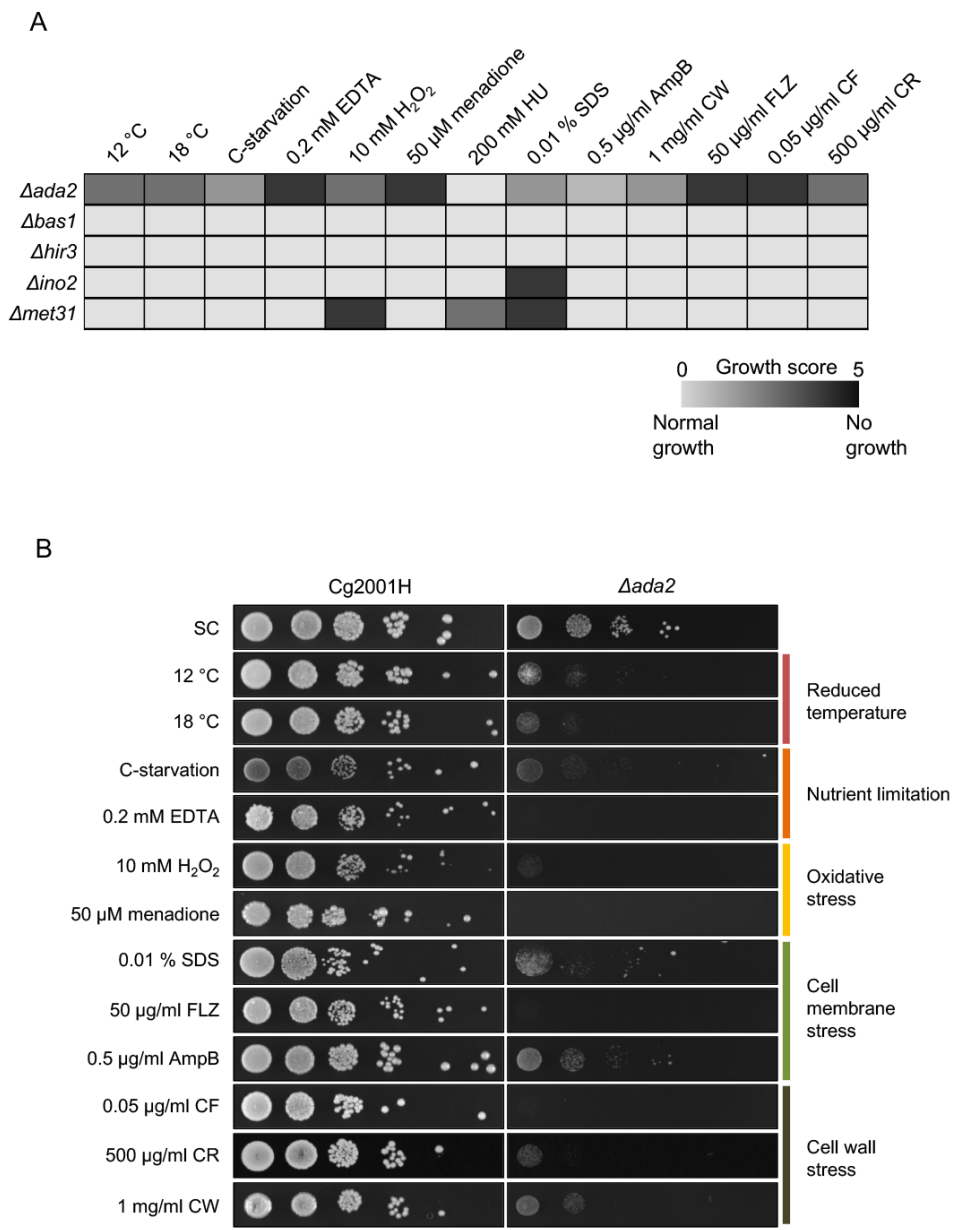 A
12 °C
18 °C
C-starvation
0.2 mM EDTA
10 mM H₂O₂
50 µM menadione
200 mM HU
0.01 % SDS
0.5 µg/ml AmpB
1 mg/ml CW
50 µg/ml FLZ
0.05 µg/ml CF
500 µg/ml CR
Δada2
Δbas1
Δhir3
Δino2
Δmet31
0 Growth score 5
Normal growth
No growth
B
Cg2001H Δada2
SC
12 °C
18 °C
Reduced
temperature
C-starvation
0.2 mM EDTA
Nutrient limitation
10 mM H₂O₂
50 µM menadione
Oxidative
stress
0.01 % SDS
50 µg/ml FLZ
0.5 µg/ml AmpB
Cell
membrane
stress
0.05 µg/ml CF
500 µg/ml CR
1 mg/ml CW
Cell wall
stress